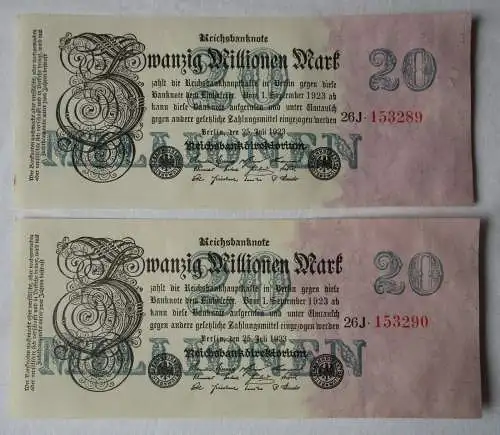 Reichsbanknote
Zwanzig Millionen Mark
20
20
zahlt die Reichsbankhauptkasse in Berlin gegen diese
Banknote dem Einlieferer. Vom 1. September 1923 ab
kann diese Banknote aufgerufen und unter Umtausch
gegen andere gesetzliche Zahlungsmittel eingezogen werden
26J·153289
Berlin, den 25. Juli 1923
MILLIONEN
Reichsbankdirektorium
Reichsbanknote
Zwanzig Millionen Mark
20
20
zahlt die Reichsbankhauptkasse in Berlin gegen diese
Banknote dem Einlieferer. Vom 1. September 1923 ab
kann diese Banknote aufgerufen und unter Umtausch
gegen andere gesetzliche Zahlungsmittel eingezogen werden
26J·153290
Berlin, den 25. Juli 1923
MILLIONEN
Reichsbankdirektorium